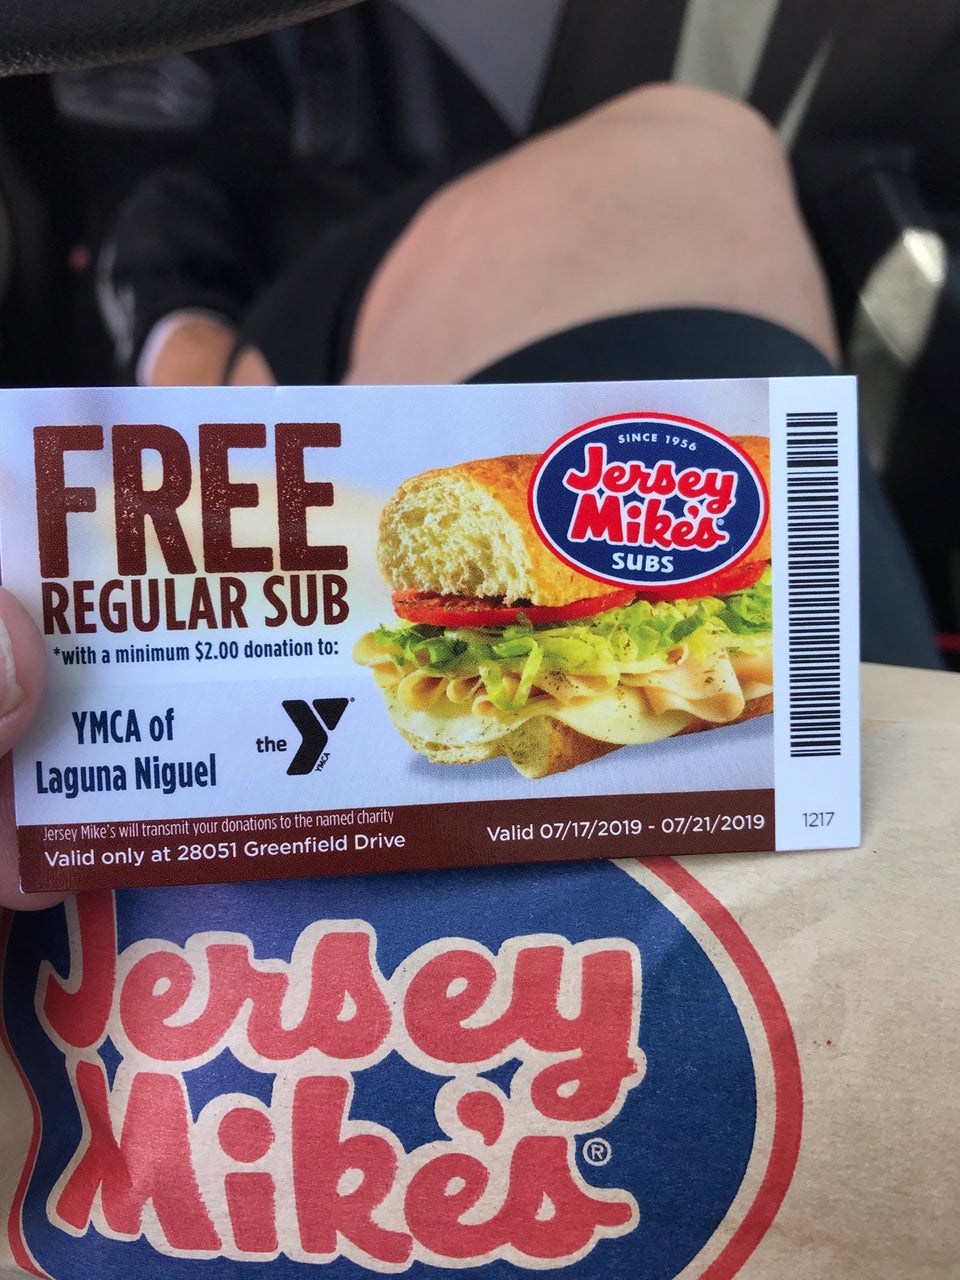 FREE
REGULAR SUB
*with a minimum $2.00 donation to:
YMCA of
Laguna Niguel
the Y®
YMCA
SINCE 1956
Jersey
Mike's®
SUBS
Jersey Mike's will transmit your donations to the named charity
Valid only at 28051 Greenfield Drive
Valid 07/17/2019 - 07/21/2019
1217
Jersey
Mike's®